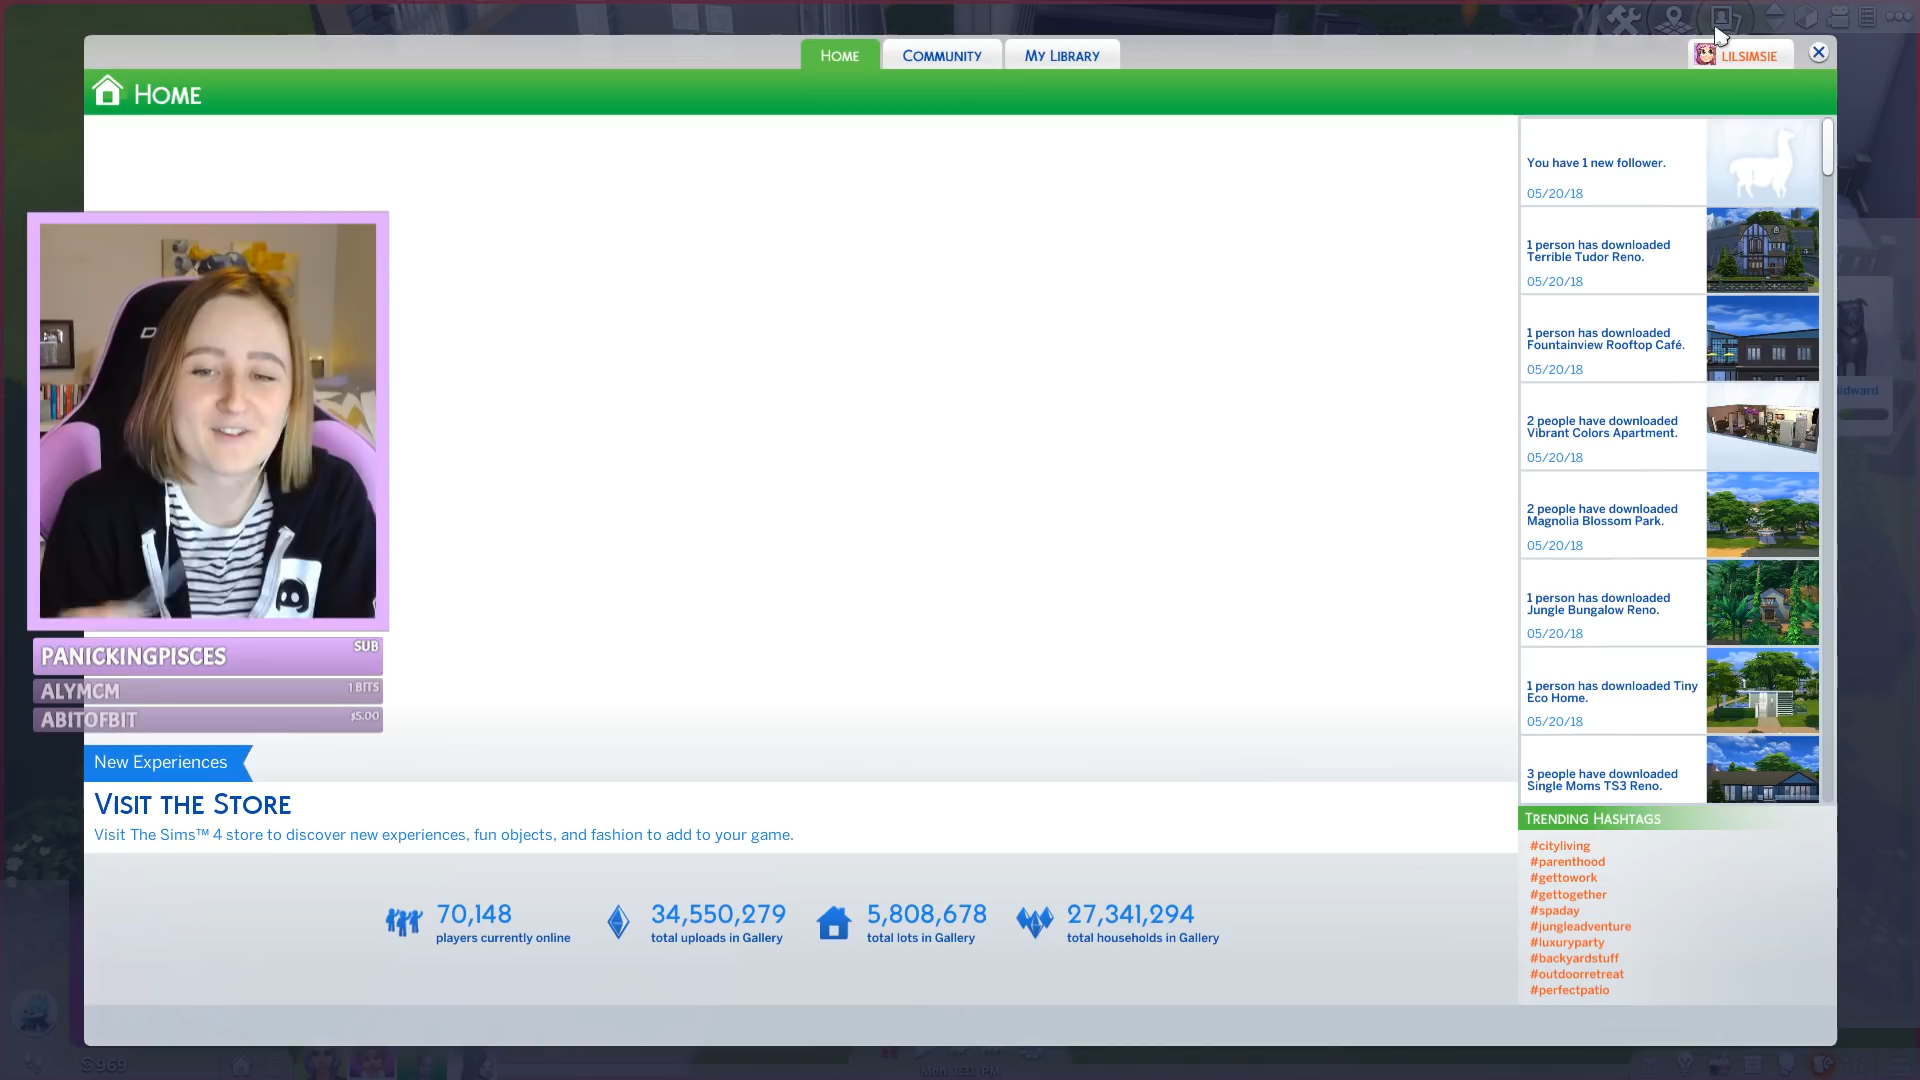 HOME
COMMUNITY
MY LIBRARY
LILSIMSIE
HOME
You have 1 new follower.
05/20/18
1 person has downloaded
Terrible Tudor Reno.
05/20/18
1 person has downloaded
Fountainview Rooftop Café.
05/20/18
2 people have downloaded
Vibrant Colors Apartment.
05/20/18
2 people have downloaded
Magnolia Blossom Park.
05/20/18
1 person has downloaded
Jungle Bungalow Reno.
05/20/18
1 person has downloaded Tiny
Eco Home.
05/20/18
3 people have downloaded
Single Moms TS3 Reno.
PANICKINGPISCES SUB
ALYMCM 1 BITS
ABITOFBIT $5.00
New Experiences
VISIT THE STORE
Visit The Sims™ 4 store to discover new experiences, fun objects, and fashion to add to your game.
70,148
players currently online
34,550,279
total uploads in Gallery
5,808,678
total lots in Gallery
27,341,294
total households in Gallery
TRENDING HASHTAGS
#cityliving
#parenthood
#gettowork
#gettogether
#spaday
#jungleadventure
#luxuryparty
#backyardstuff
#outdoorretreat
#perfectpatio
969
Mon. 1:31 PM